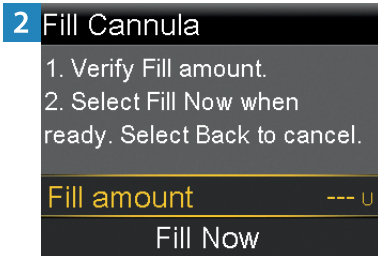 2
Fill Cannula
1. Verify Fill amount.
2. Select Fill Now when
ready. Select Back to cancel.
Fill amount --- U
Fill Now